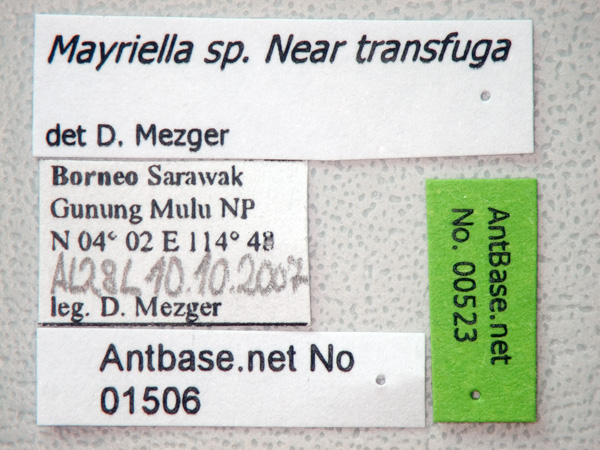 Mayriella sp. Near transfuga
det D. Mezger
Borneo Sarawak
Gunung Mulu NP
N 04° 02 E 114° 48
AL28L 10.10.2007
leg. D. Mezger
Antbase.net No
01506
AntBase.net
No. 00523